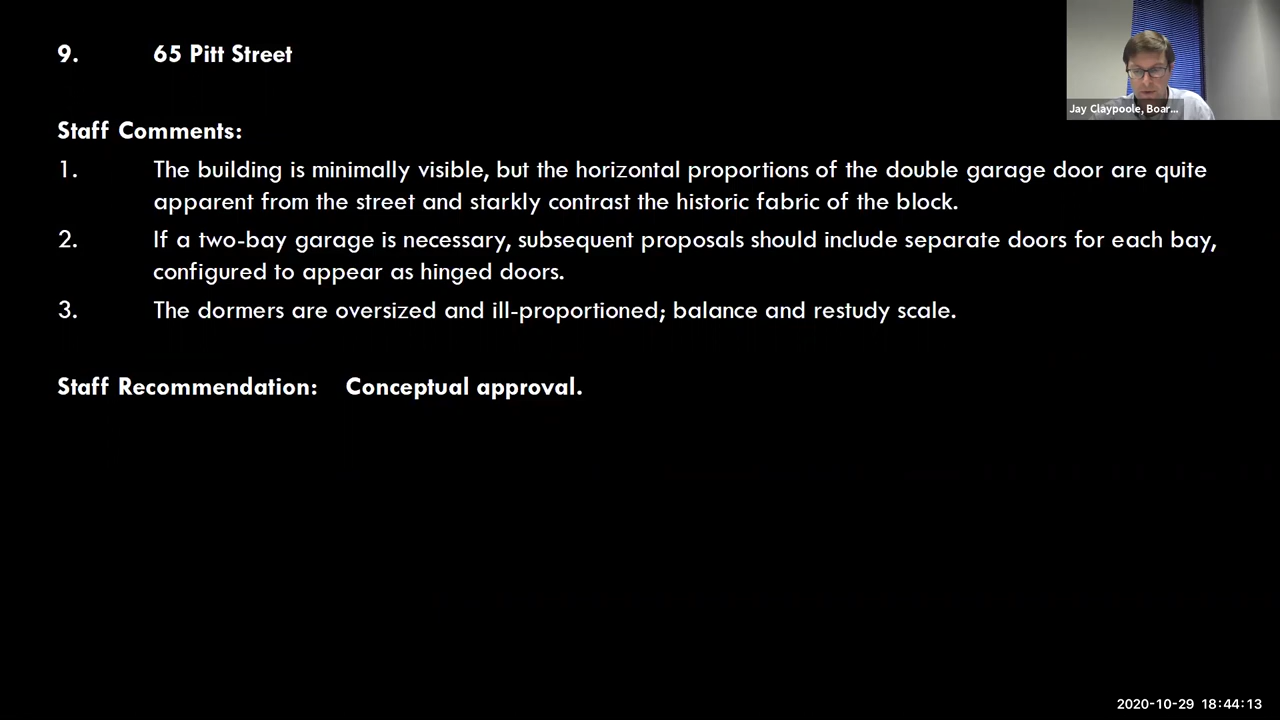 9. 65 Pitt Street
Jay Claypoole, Boar...
Staff Comments:
1. The building is minimally visible, but the horizontal proportions of the double garage door are quite
apparent from the street and starkly contrast the historic fabric of the block.
2. If a two-bay garage is necessary, subsequent proposals should include separate doors for each bay,
configured to appear as hinged doors.
3. The dormers are oversized and ill-proportioned; balance and restudy scale.
Staff Recommendation: Conceptual approval.
2020-10-29 18:44:13